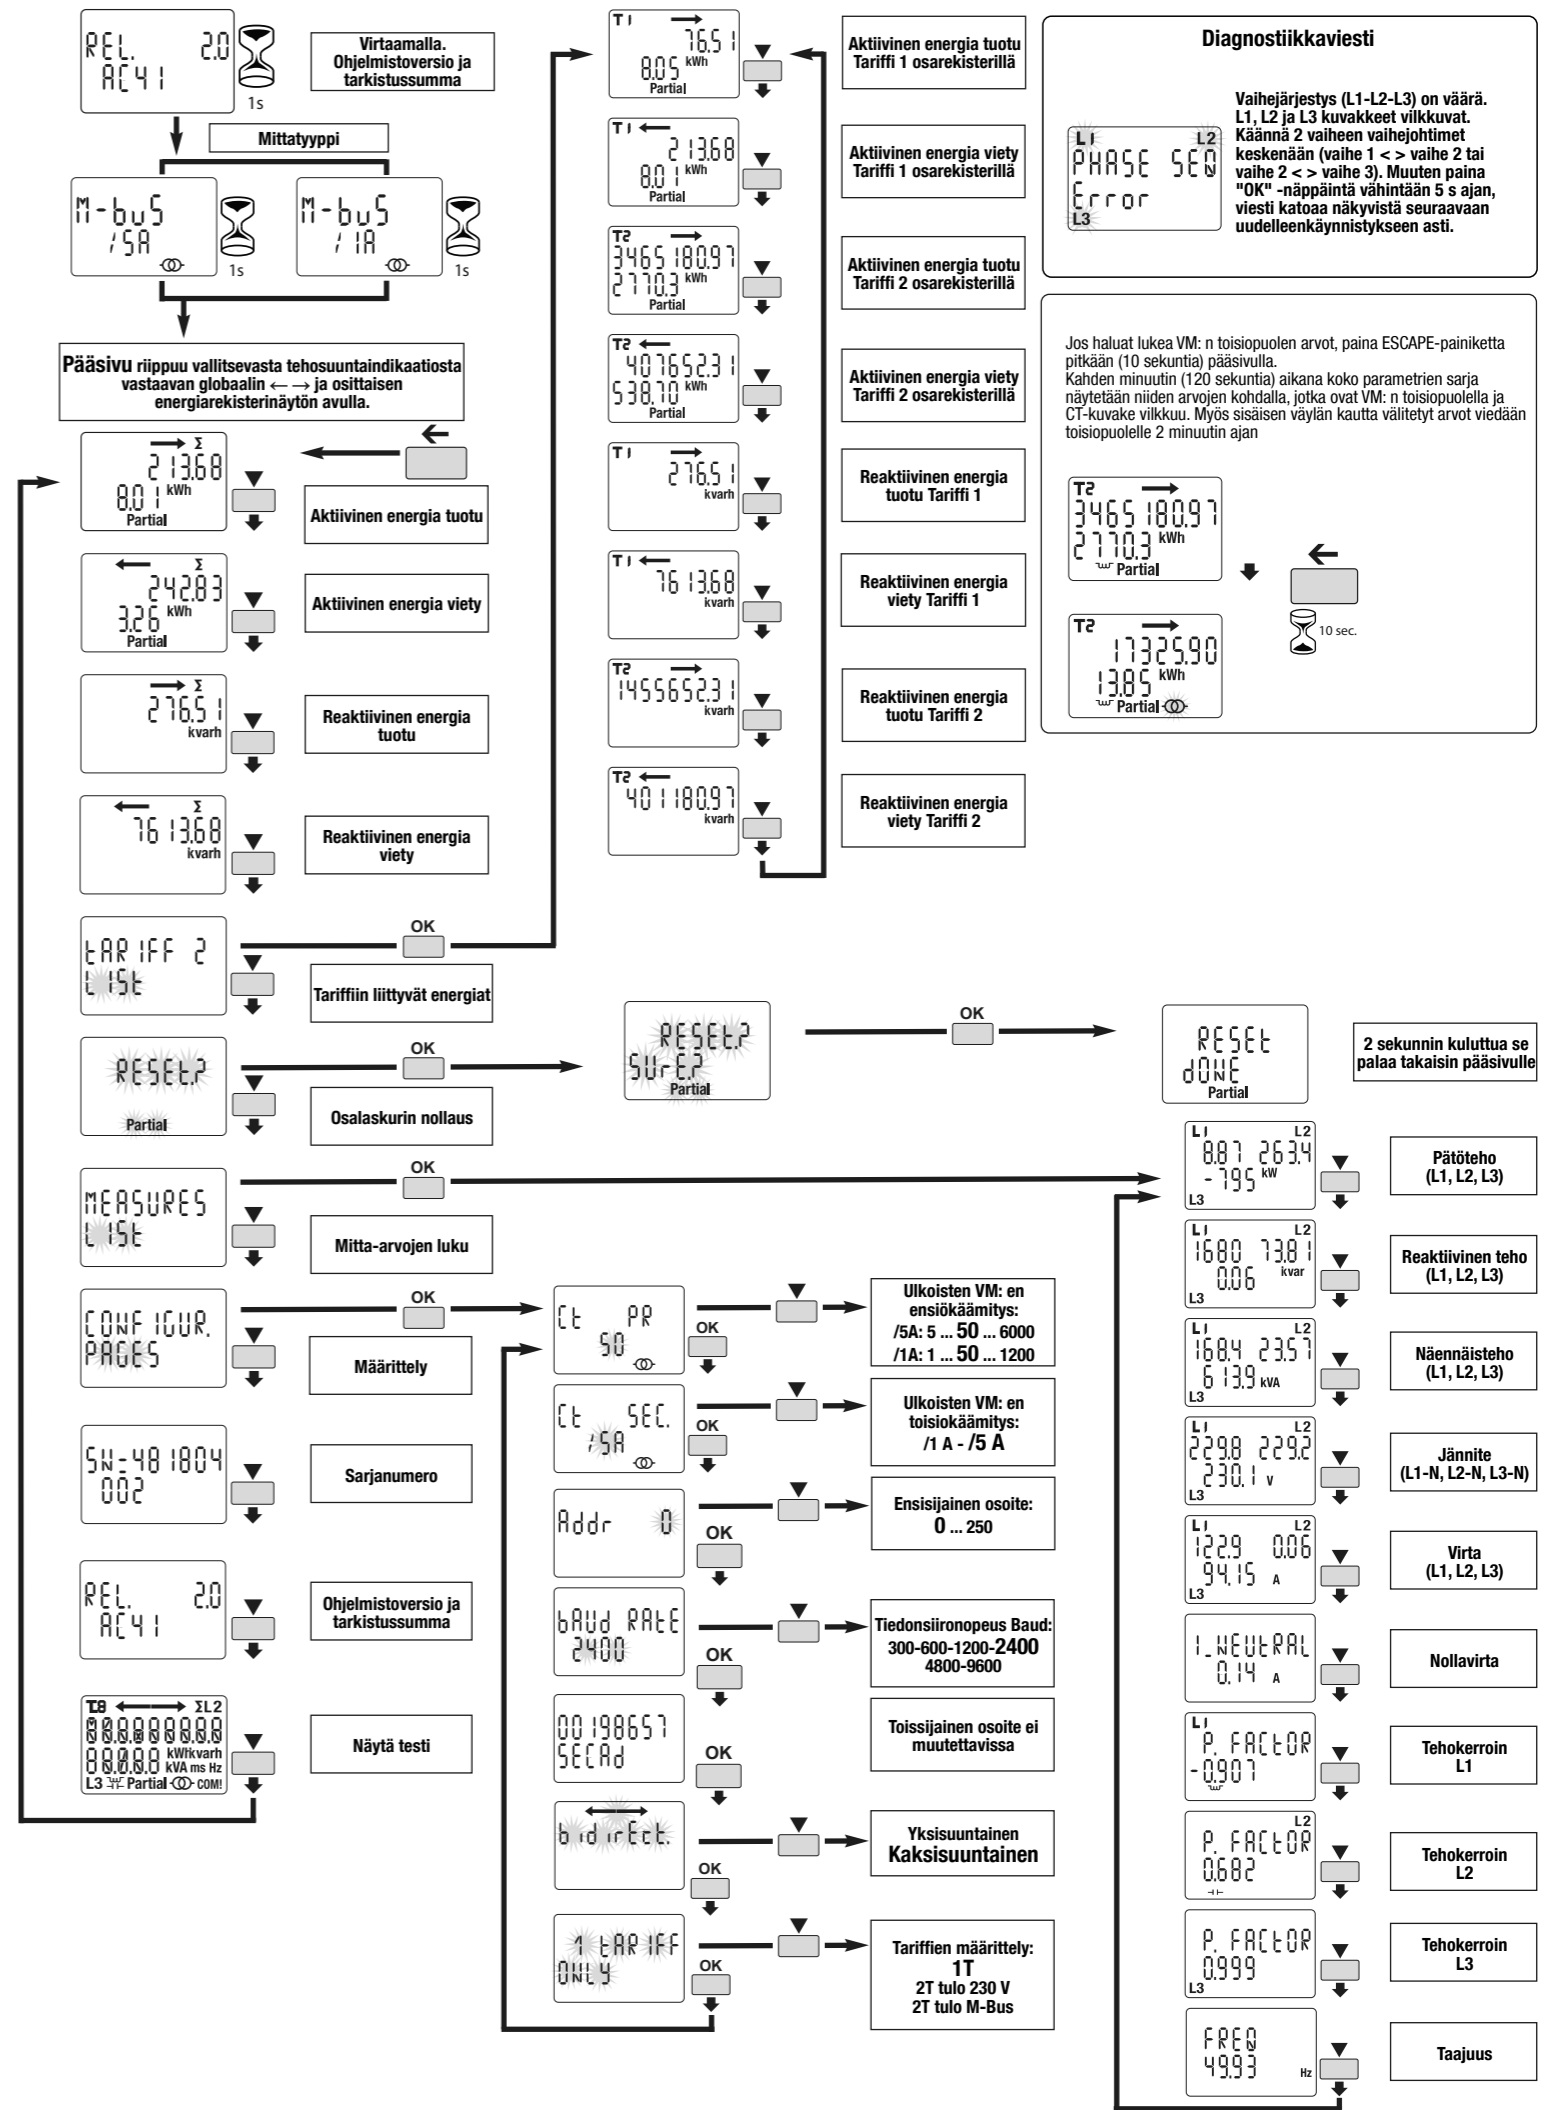 REL. 2.0
AC41
1s
Virtaamalla.
Ohjelmistoversio ja
tarkistussumma
Mittatyyppi
M-buS
/5A
1s
M-buS
/1A
1s
Pääsivu riippuu vallitsevasta tehosuuntaindikaatiosta
vastaavan globaalin ←→ ja osittaisen
energiarekisterinäytön avulla.
→ Σ
213.68
8.01 kWh
Partial
←
Aktiivinen energia tuotu
← Σ
242.83
3.26 kWh
Partial
Aktiivinen energia viety
→ Σ
276.51
kvarh
Reaktiivinen energia
tuotu
← Σ
7613.68
kvarh
Reaktiivinen energia
viety
tARIFF 2
LISt
OK
Tariffiin liittyvät energiat
RESEt.?
Partial
OK
Osalaskurin nollaus
RESEt.?
SUrE.?
Partial
OK
RESEt
dONE
Partial
2 sekunnin kuluttua se
palaa takaisin pääsivulle
MEASURES
LISt
OK
Mitta-arvojen luku
CONFIGUR.
PAGES
OK
Määrittely
SN-481804
002
Sarjanumero
REL. 2.0
AC41
Ohjelmistoversio ja
tarkistussumma
T.8 ←→ ΣL2
kWhkvarh
kVA ms Hz
L3 Partial COM!
Näytä testi
T1 →
76.51
8.05 kWh
Partial
Aktiivinen energia tuotu
Tariffi 1 osarekisterillä
T1 ←
213.68
8.01 kWh
Partial
Aktiivinen energia viety
Tariffi 1 osarekisterillä
T2 →
3465180.97
2770.3 kWh
Partial
Aktiivinen energia tuotu
Tariffi 2 osarekisterillä
T2 ←
407652.31
538.70 kWh
Partial
Aktiivinen energia viety
Tariffi 2 osarekisterillä
T1 →
276.51
kvarh
Reaktiivinen energia
tuotu Tariffi 1
T1 ←
7613.68
kvarh
Reaktiivinen energia
viety Tariffi 1
T2 →
1455652.31
kvarh
Reaktiivinen energia
tuotu Tariffi 2
T2 ←
401180.97
kvarh
Reaktiivinen energia
viety Tariffi 2
Diagnostiikkaviesti
L1 L2
PHASE SEQ
Error
L3
Vaihejärjestys (L1-L2-L3) on väärä.
L1, L2 ja L3 kuvakkeet vilkkuvat.
Käännä 2 vaiheen vaihejohtimet
keskenään (vaihe 1 < > vaihe 2 tai
vaihe 2 < > vaihe 3). Muuten paina
"OK" -näppäintä vähintään 5 s ajan,
viesti katoaa näkyvistä seuraavaan
uudelleenkäynnistykseen asti.
Jos haluat lukea VM: n toisiopuolen arvot, paina ESCAPE-painiketta
pitkään (10 sekuntia) pääsivulla.
Kahden minuutin (120 sekuntia) aikana koko parametrien sarja
näytetään niiden arvojen kohdalla, jotka ovat VM: n toisiopuolella ja
CT-kuvake vilkkuu. Myös sisäisen väylän kautta välitetyt arvot viedään
toisiopuolelle 2 minuutin ajan
T2 →
3465180.97
2770.3 kWh
Partial
←
10 sec.
T2 →
17325.90
13.85 kWh
Partial
Ct PR
50
OK
Ulkoisten VM: en
ensiökäämitys:
/5A: 5 ... 50 ... 6000
/1A: 1 ... 50 ... 1200
Ct SEC.
/5A
OK
Ulkoisten VM: en
toisiokäämitys:
/1 A - /5 A
Addr 0
OK
Ensisijainen osoite:
0 ... 250
bAUd RAtE
2400
OK
Tiedonsiironopeus Baud:
300-600-1200-2400
4800-9600
00198657
SECAd
OK
Toissijainen osoite ei
muutettavissa
←→
bidirEct.
OK
Yksisuuntainen
Kaksisuuntainen
1 tARIFF
ONLY
OK
Tariffien määrittely:
1T
2T tulo 230 V
2T tulo M-Bus
L1 L2
8.87 263.4
-795 kW
L3
Pätöteho
(L1, L2, L3)
L1 L2
1680 73.81
0.06 kvar
L3
Reaktiivinen teho
(L1, L2, L3)
L1 L2
168.4 23.57
613.9 kVA
L3
Näennäisteho
(L1, L2, L3)
L1 L2
229.8 229.2
230.1 V
L3
Jännite
(L1-N, L2-N, L3-N)
L1 L2
122.9 0.06
94.15 A
L3
Virta
(L1, L2, L3)
I_NEUtRAL
0.14 A
Nollavirta
L1
P. FACtOR
-0.907
Tehokerroin
L1
L2
P. FACtOR
0.682
Tehokerroin
L2
P. FACtOR
0.999
L3
Tehokerroin
L3
FREQ
49.93 Hz
Taajuus